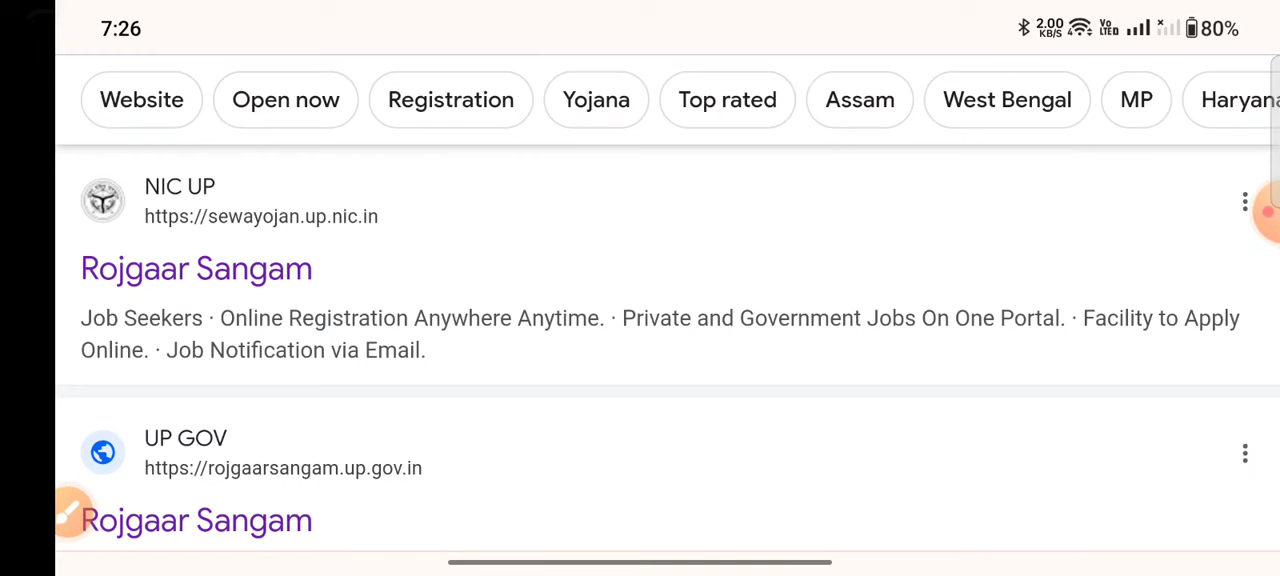 7:26
2.00 KB/S
Vo LTED
80%
Website
Open now
Registration
Yojana
Top rated
Assam
West Bengal
MP
NIC UP
https://sewayojan.up.nic.in
Rojgaar Sangam
Job Seekers · Online Registration Anywhere Anytime. · Private and Government Jobs On One Portal. · Facility to Apply
Online. · Job Notification via Email.
UP GOV
https://rojgaarsangam.up.gov.in
Rojgaar Sangam